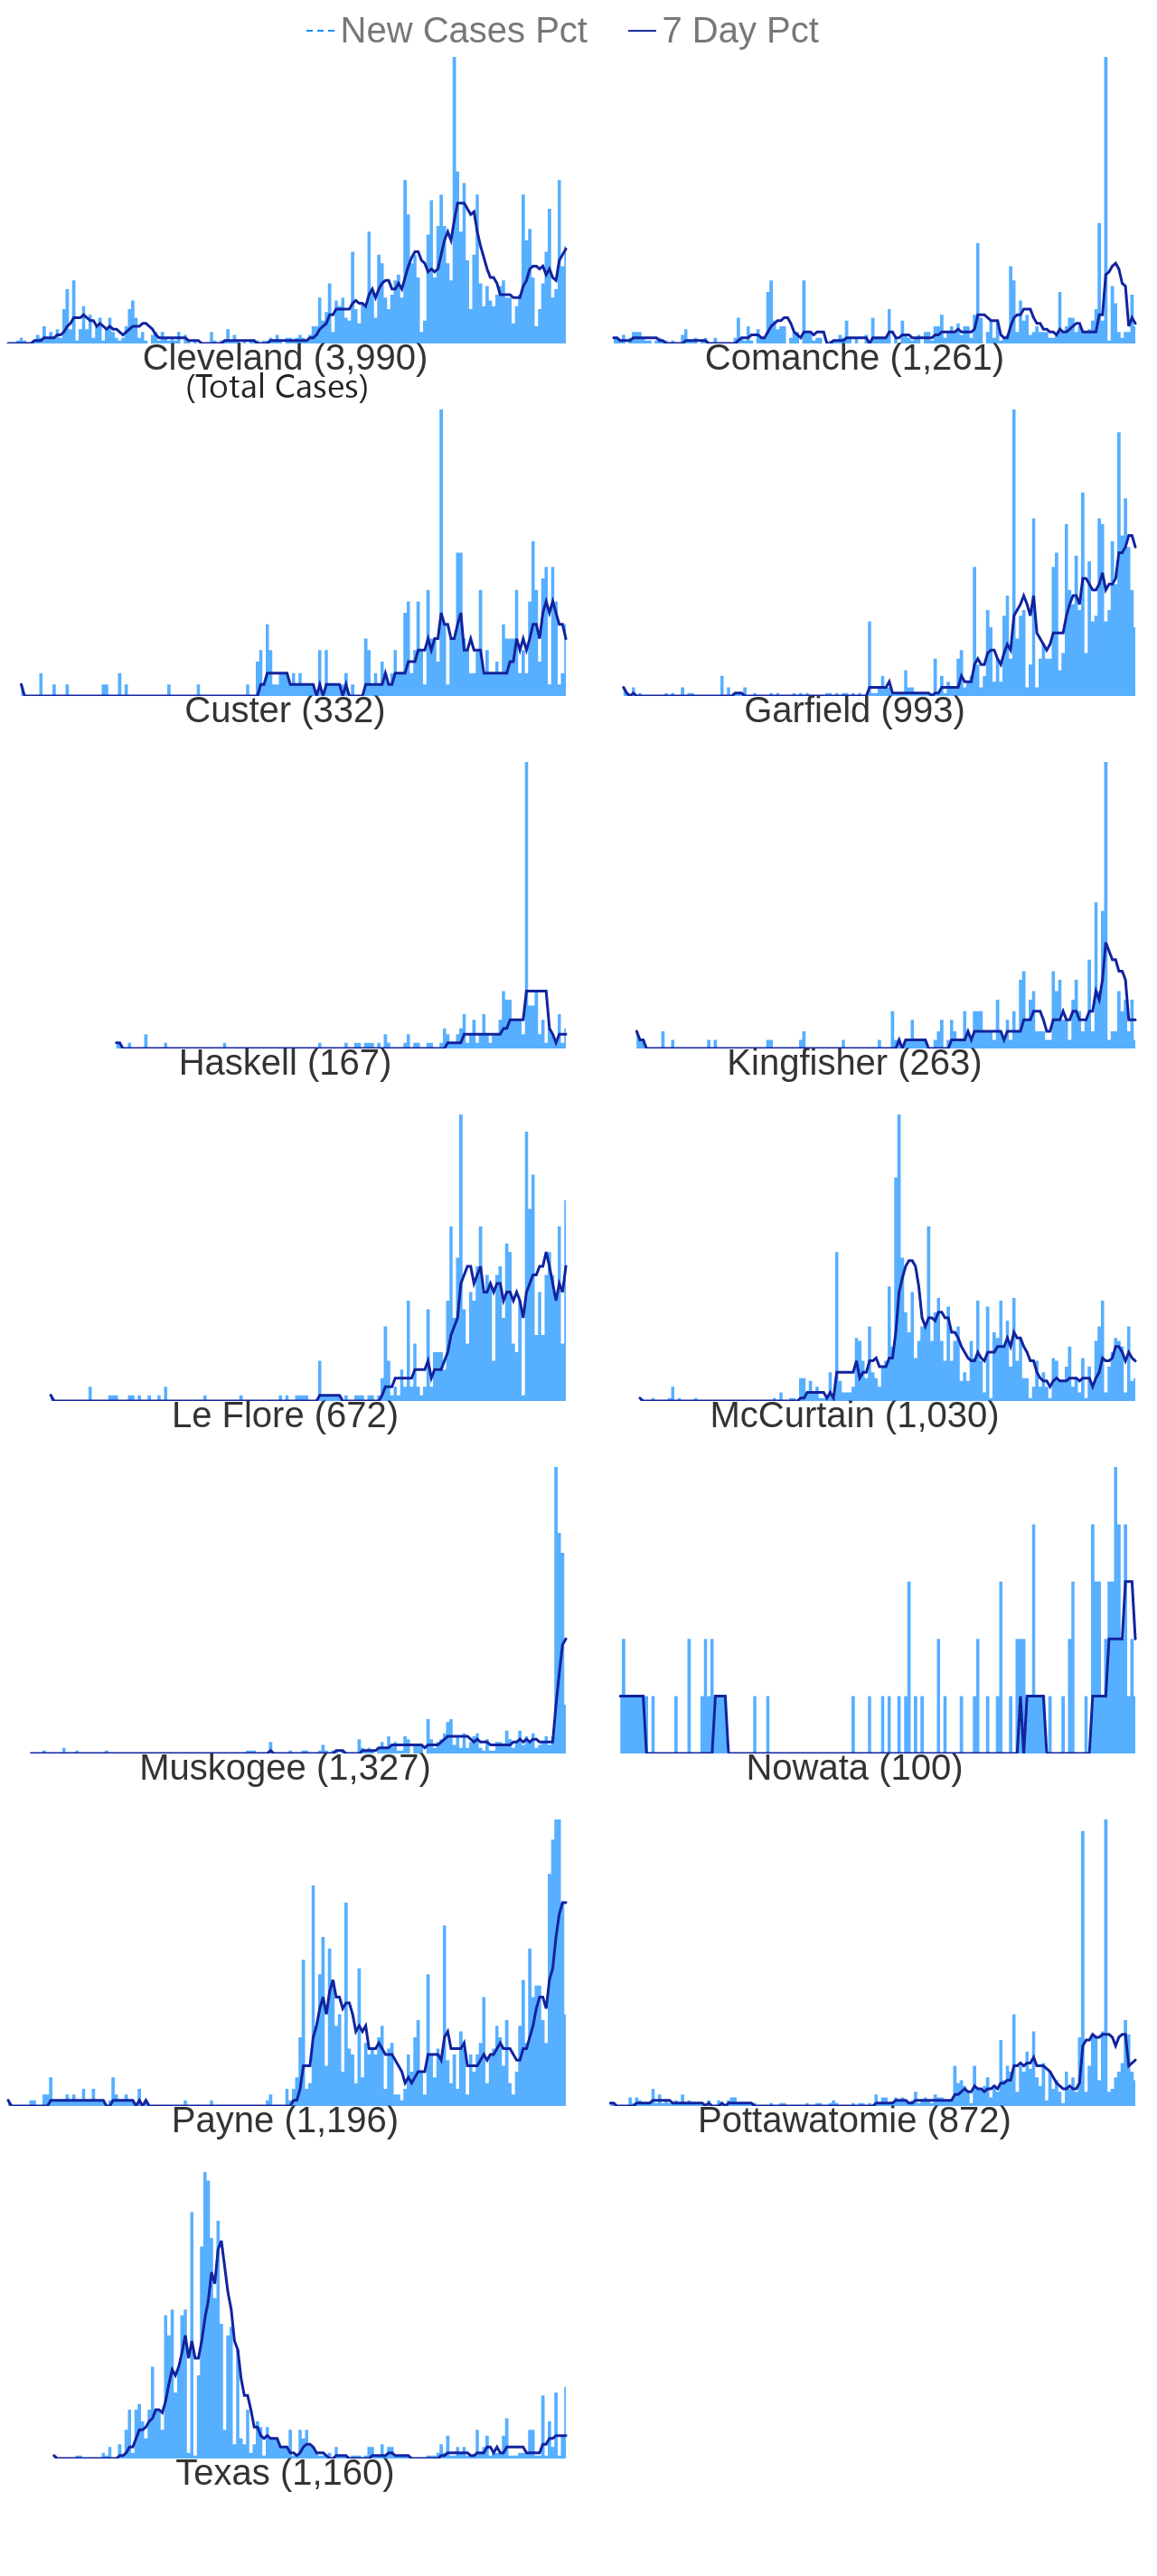 New Cases Pct 7 Day Pct
Cleveland (3,990) Comanche (1,261)
(Total Cases)
Custer (332) Garfield (993)
Haskell (167) Kingfisher (263)
Le Flore (672) McCurtain (1,030)
Muskogee (1,327) Nowata (100)
Payne (1,196) Pottawatomie (872)
Texas (1,160)